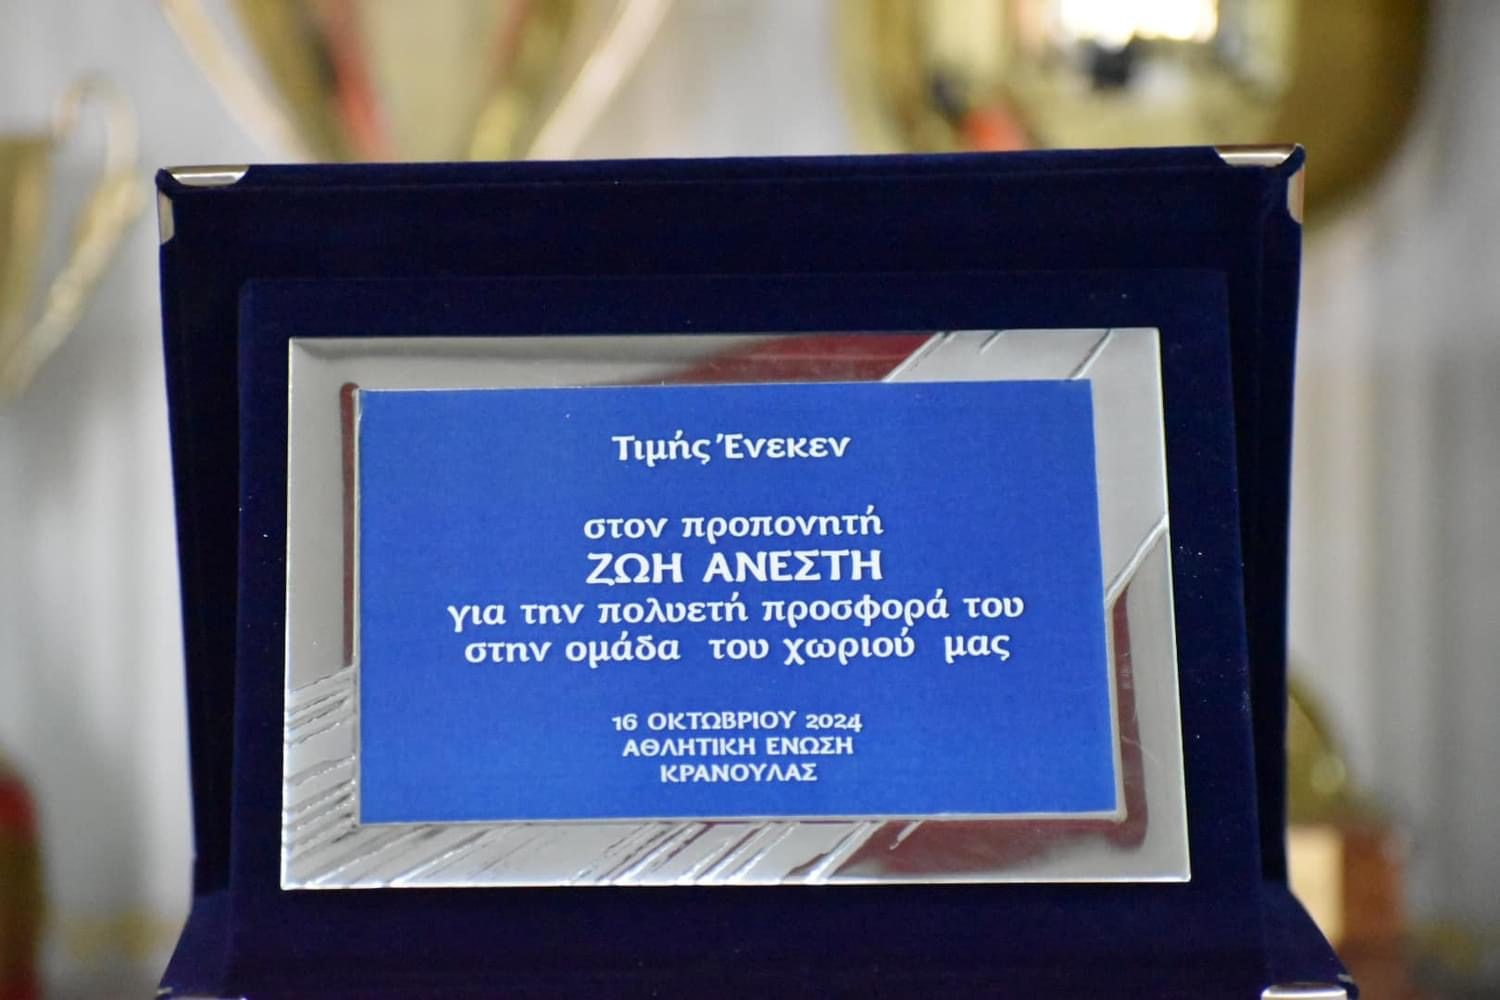 Τιμής Ένεκεν
στον προπονητή
ΖΩΗ ΑΝΕΣΤΗ
για την πολυετή προσφορά του
στην ομάδα του χωριού μας
16 ΟΚΤΩΒΡΙΟΥ 2024
ΑΘΛΗΤΙΚΗ ΕΝΩΣΗ
ΚΡΑΝΟΥΛΑΣ